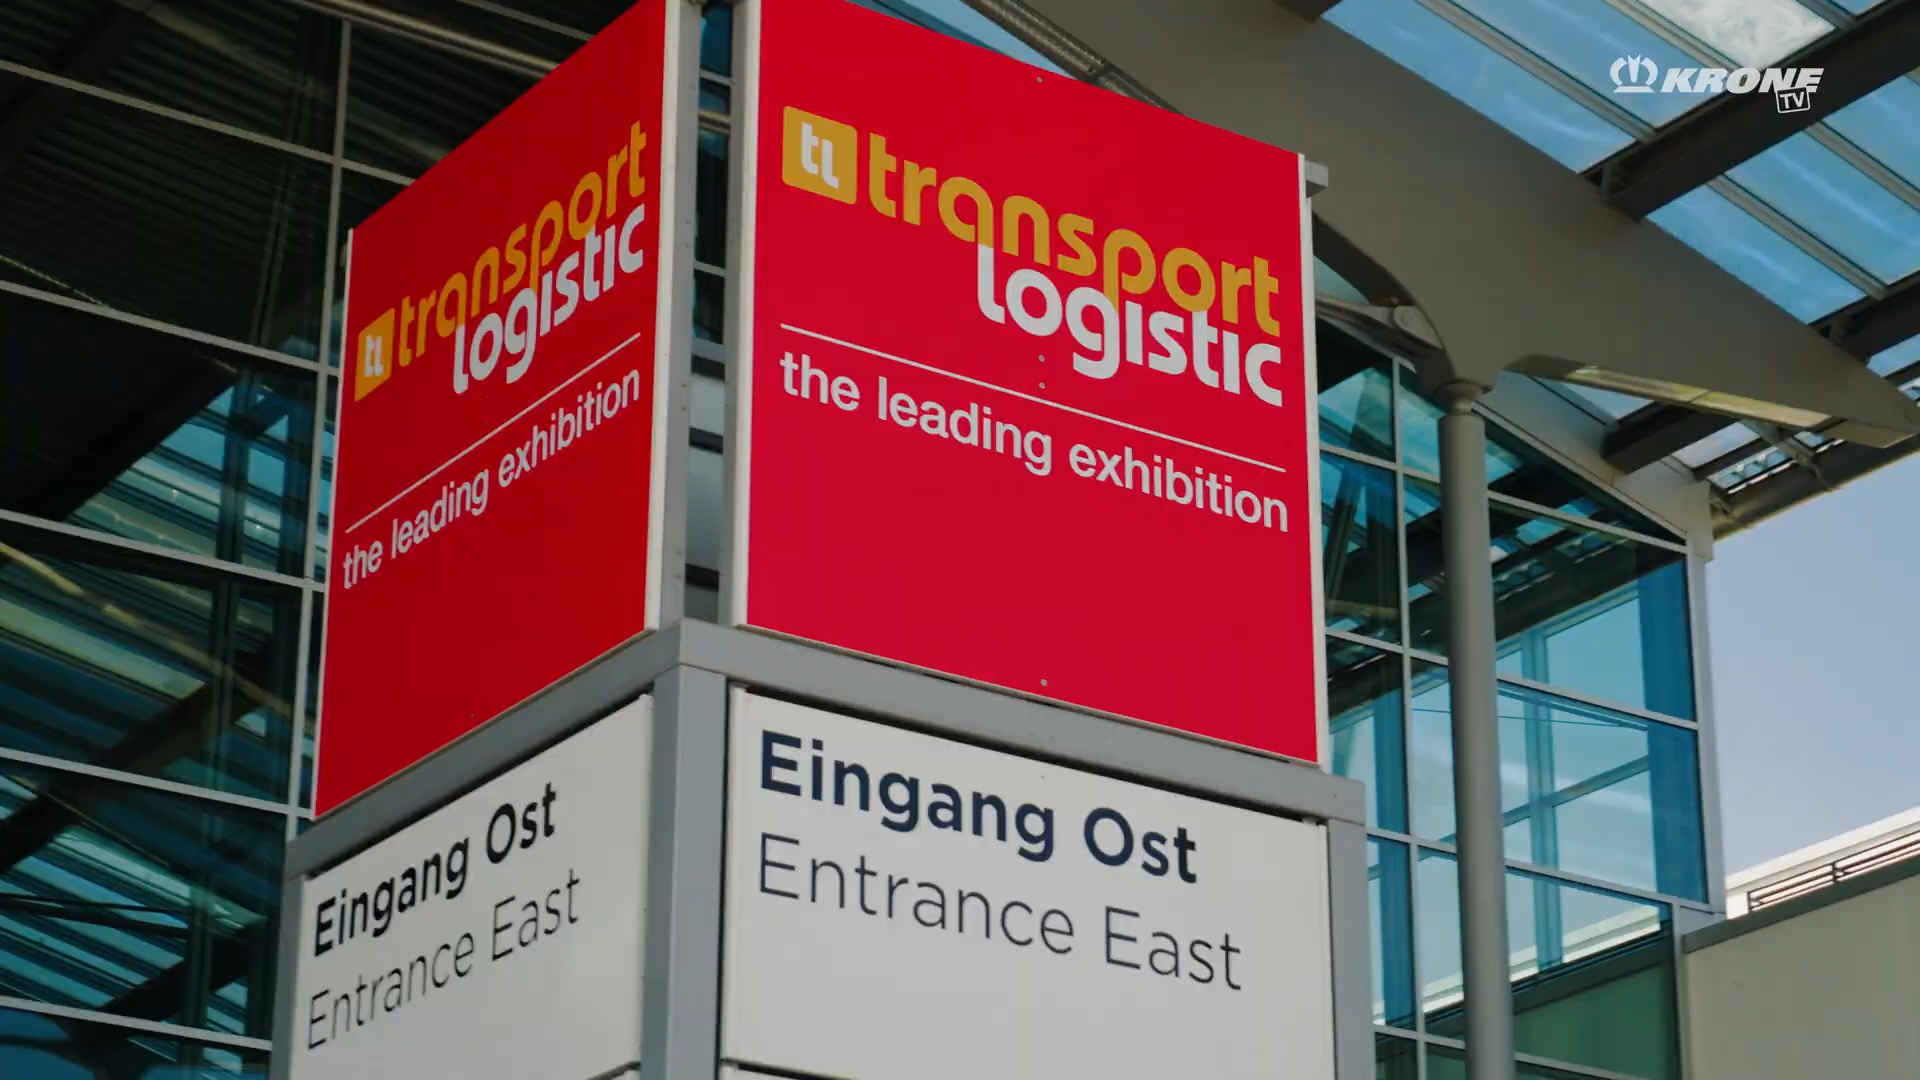 KRONE
TV
tl transport
logistic
the leading exhibition
Eingang Ost
Entrance East
tl transport
logistic
the leading exhibition
Eingang Ost
Entrance East